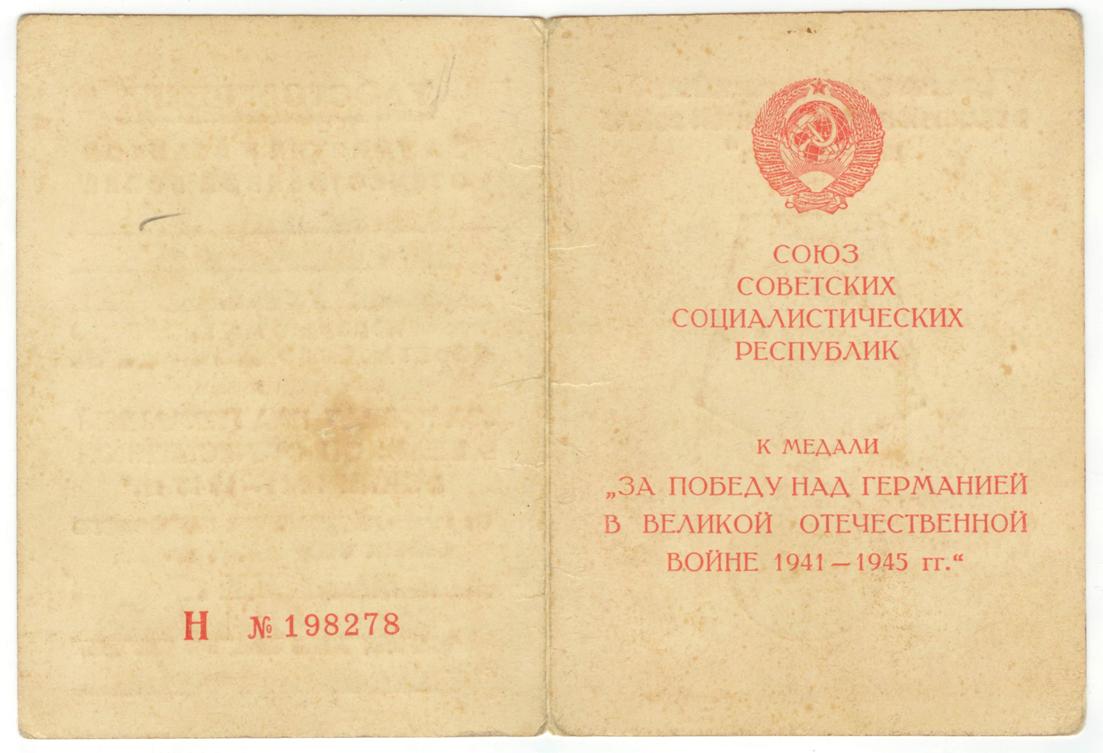 Н № 198278
СОЮЗ
СОВЕТСКИХ
СОЦИАЛИСТИЧЕСКИХ
РЕСПУБЛИК
К МЕДАЛИ
„ЗА ПОБЕДУ НАД ГЕРМАНИЕЙ
В ВЕЛИКОЙ ОТЕЧЕСТВЕННОЙ
ВОЙНЕ 1941—1945 гг.“